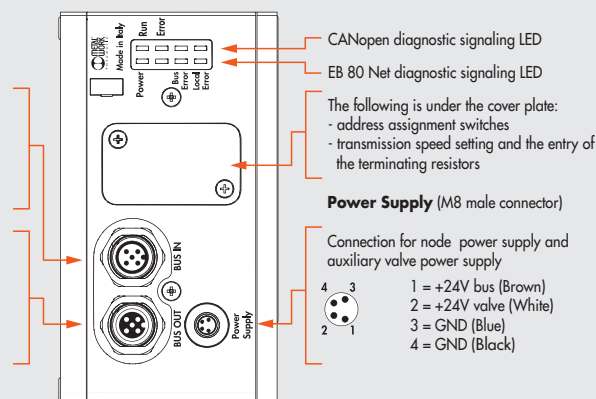 METAL
WORK
Made in Italy
Run
Error
Power
Bus
Error
Local
Error
BUS IN
BUS OUT
Power
Supply
CANopen diagnostic signaling LED
EB 80 Net diagnostic signaling LED
The following is under the cover plate:
- address assignment switches
- transmission speed setting and the entry of
the terminating resistors
Power Supply (M8 male connector)
Connection for node power supply and
auxiliary valve power supply
4 3
2 1
1 = +24V bus (Brown)
2 = +24V valve (White)
3 = GND (Blue)
4 = GND (Black)